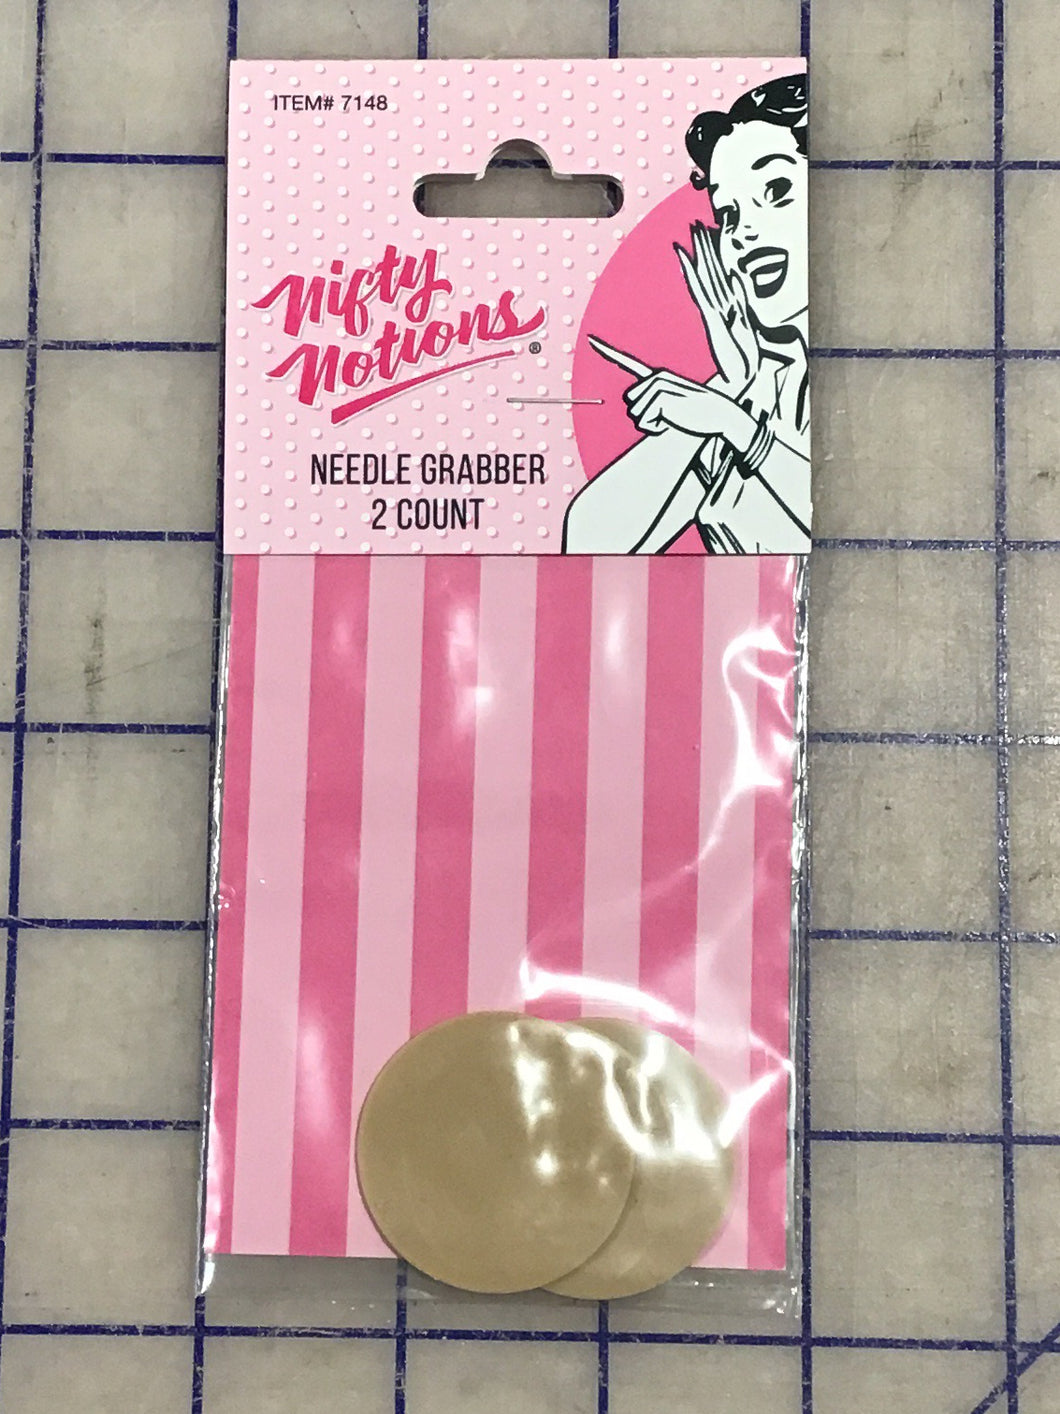 ITEM# 7148
Nifty
Notions®
NEEDLE GRABBER
2 COUNT